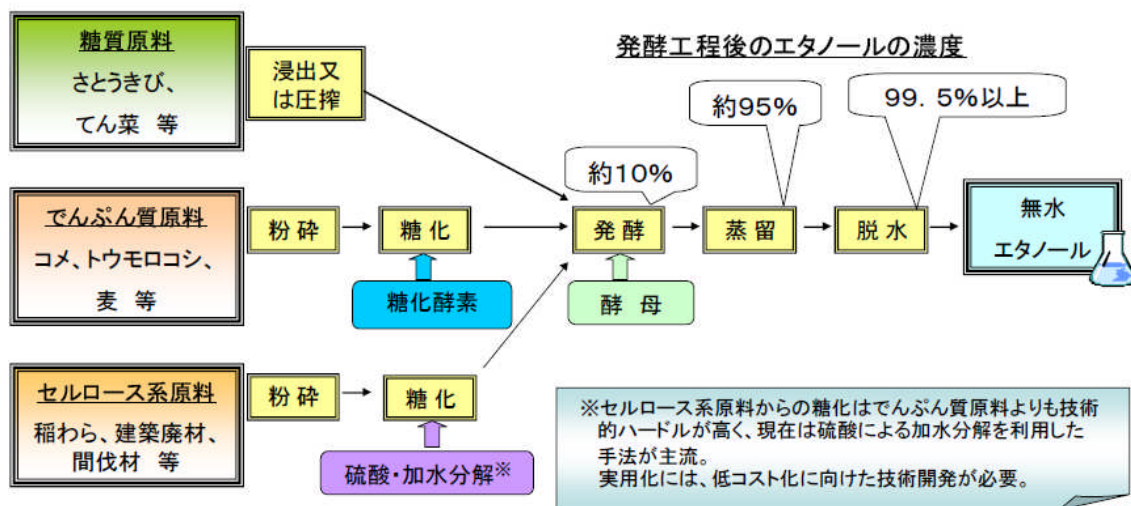 発酵工程後のエタノールの濃度
糖質原料
さとうきび、
てん菜 等
浸出又
は圧搾
約10%
約95%
99.5%以上
でんぷん質原料
コメ、トウモロコシ、
麦 等
粉砕
糖化
発酵
蒸留
脱水
無水
エタノール
糖化酵素
酵母
セルロース系原料
稲わら、建築廃材、
間伐材 等
粉砕
糖化
硫酸・加水分解※
※セルロース系原料からの糖化はでんぷん質原料よりも技術
的ハードルが高く、現在は硫酸による加水分解を利用した
手法が主流。
実用化には、低コスト化に向けた技術開発が必要。